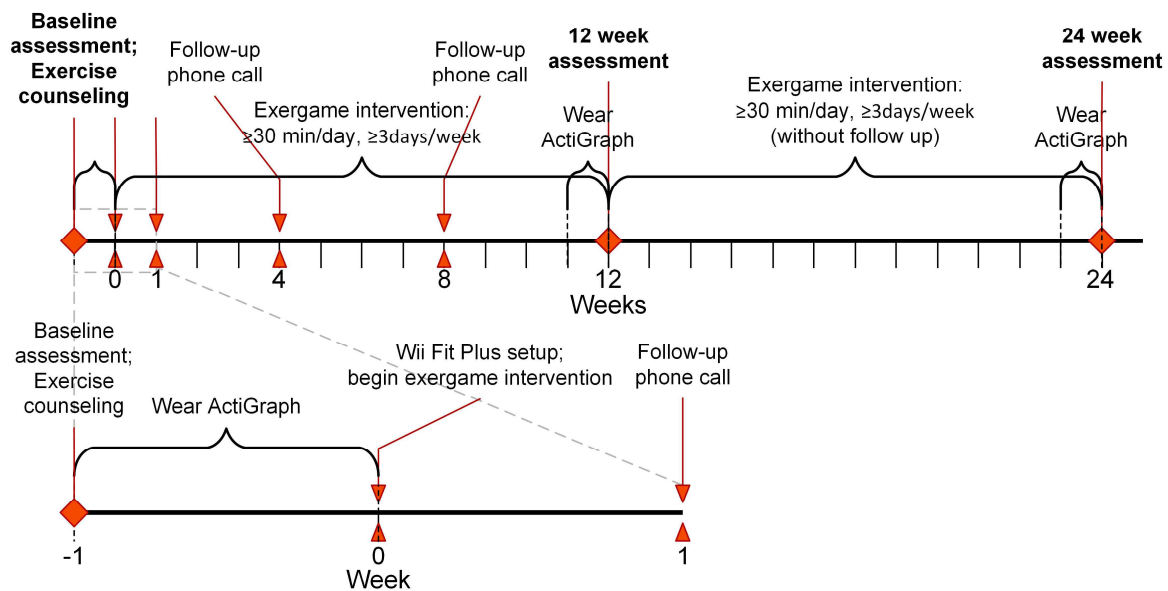 Baseline
assessment;
Exercise
counseling
Follow-up
phone call
Exergame intervention:
≥30 min/day, ≥3days/week
Follow-up
phone call
12 week
assessment
Wear
ActiGraph
Exergame intervention:
≥30 min/day, ≥3days/week
(without follow up)
24 week
assessment
Wear
ActiGraph
0 1 4 8 12 24
Weeks
Baseline
assessment;
Exercise
counseling
Wear ActiGraph
Wii Fit Plus setup;
begin exergame intervention
Follow-up
phone call
-1 0 1
Week